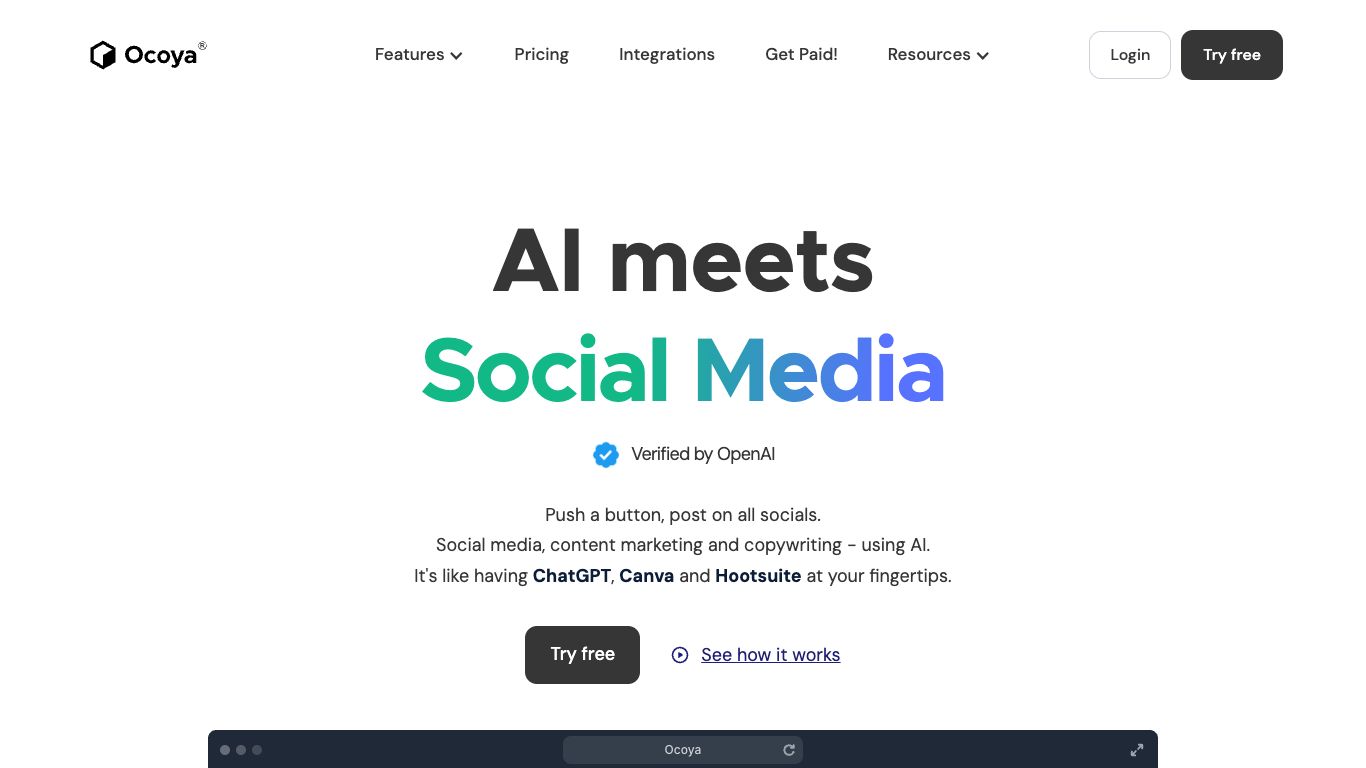 Ocoya®
Features
Pricing
Integrations
Get Paid!
Resources
Login
Try free
AI meets
Social Media
Verified by OpenAI
Push a button, post on all socials.
Social media, content marketing and copywriting - using AI.
It's like having ChatGPT, Canva and Hootsuite at your fingertips.
Try free
See how it works
Ocoya